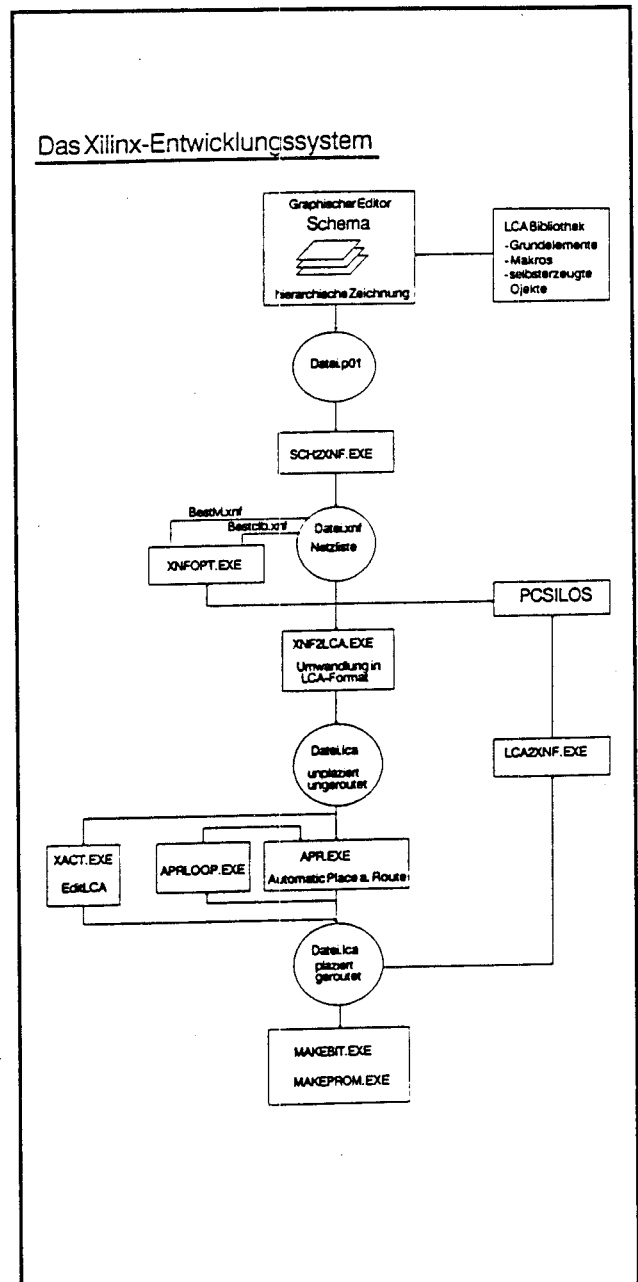 Das Xilinx-Entwicklungssystem
Graphischer Editor
Schema
hierarchische Zeichnung
LCA Bibliothek
- Grundelemente
- Makros
- selbsterzeugte
Ojekte
Datei.p01
SCH2XNF.EXE
Bestlvl.xnf
Bestclb.xnf
Datei.xnf
Netzliste
XNFOPT.EXE
PCSILOS
XNF2LCA.EXE
Umwandlung in
LCA-Format
Datei.lca
unplaziert
ungeroutet
LCA2XNF.EXE
XACT.EXE
EditLCA
APRLOOP.EXE
APR.EXE
Automatic Place a. Route
Datei.lca
plaziert
geroutet
MAKEBIT.EXE
MAKEPROM.EXE